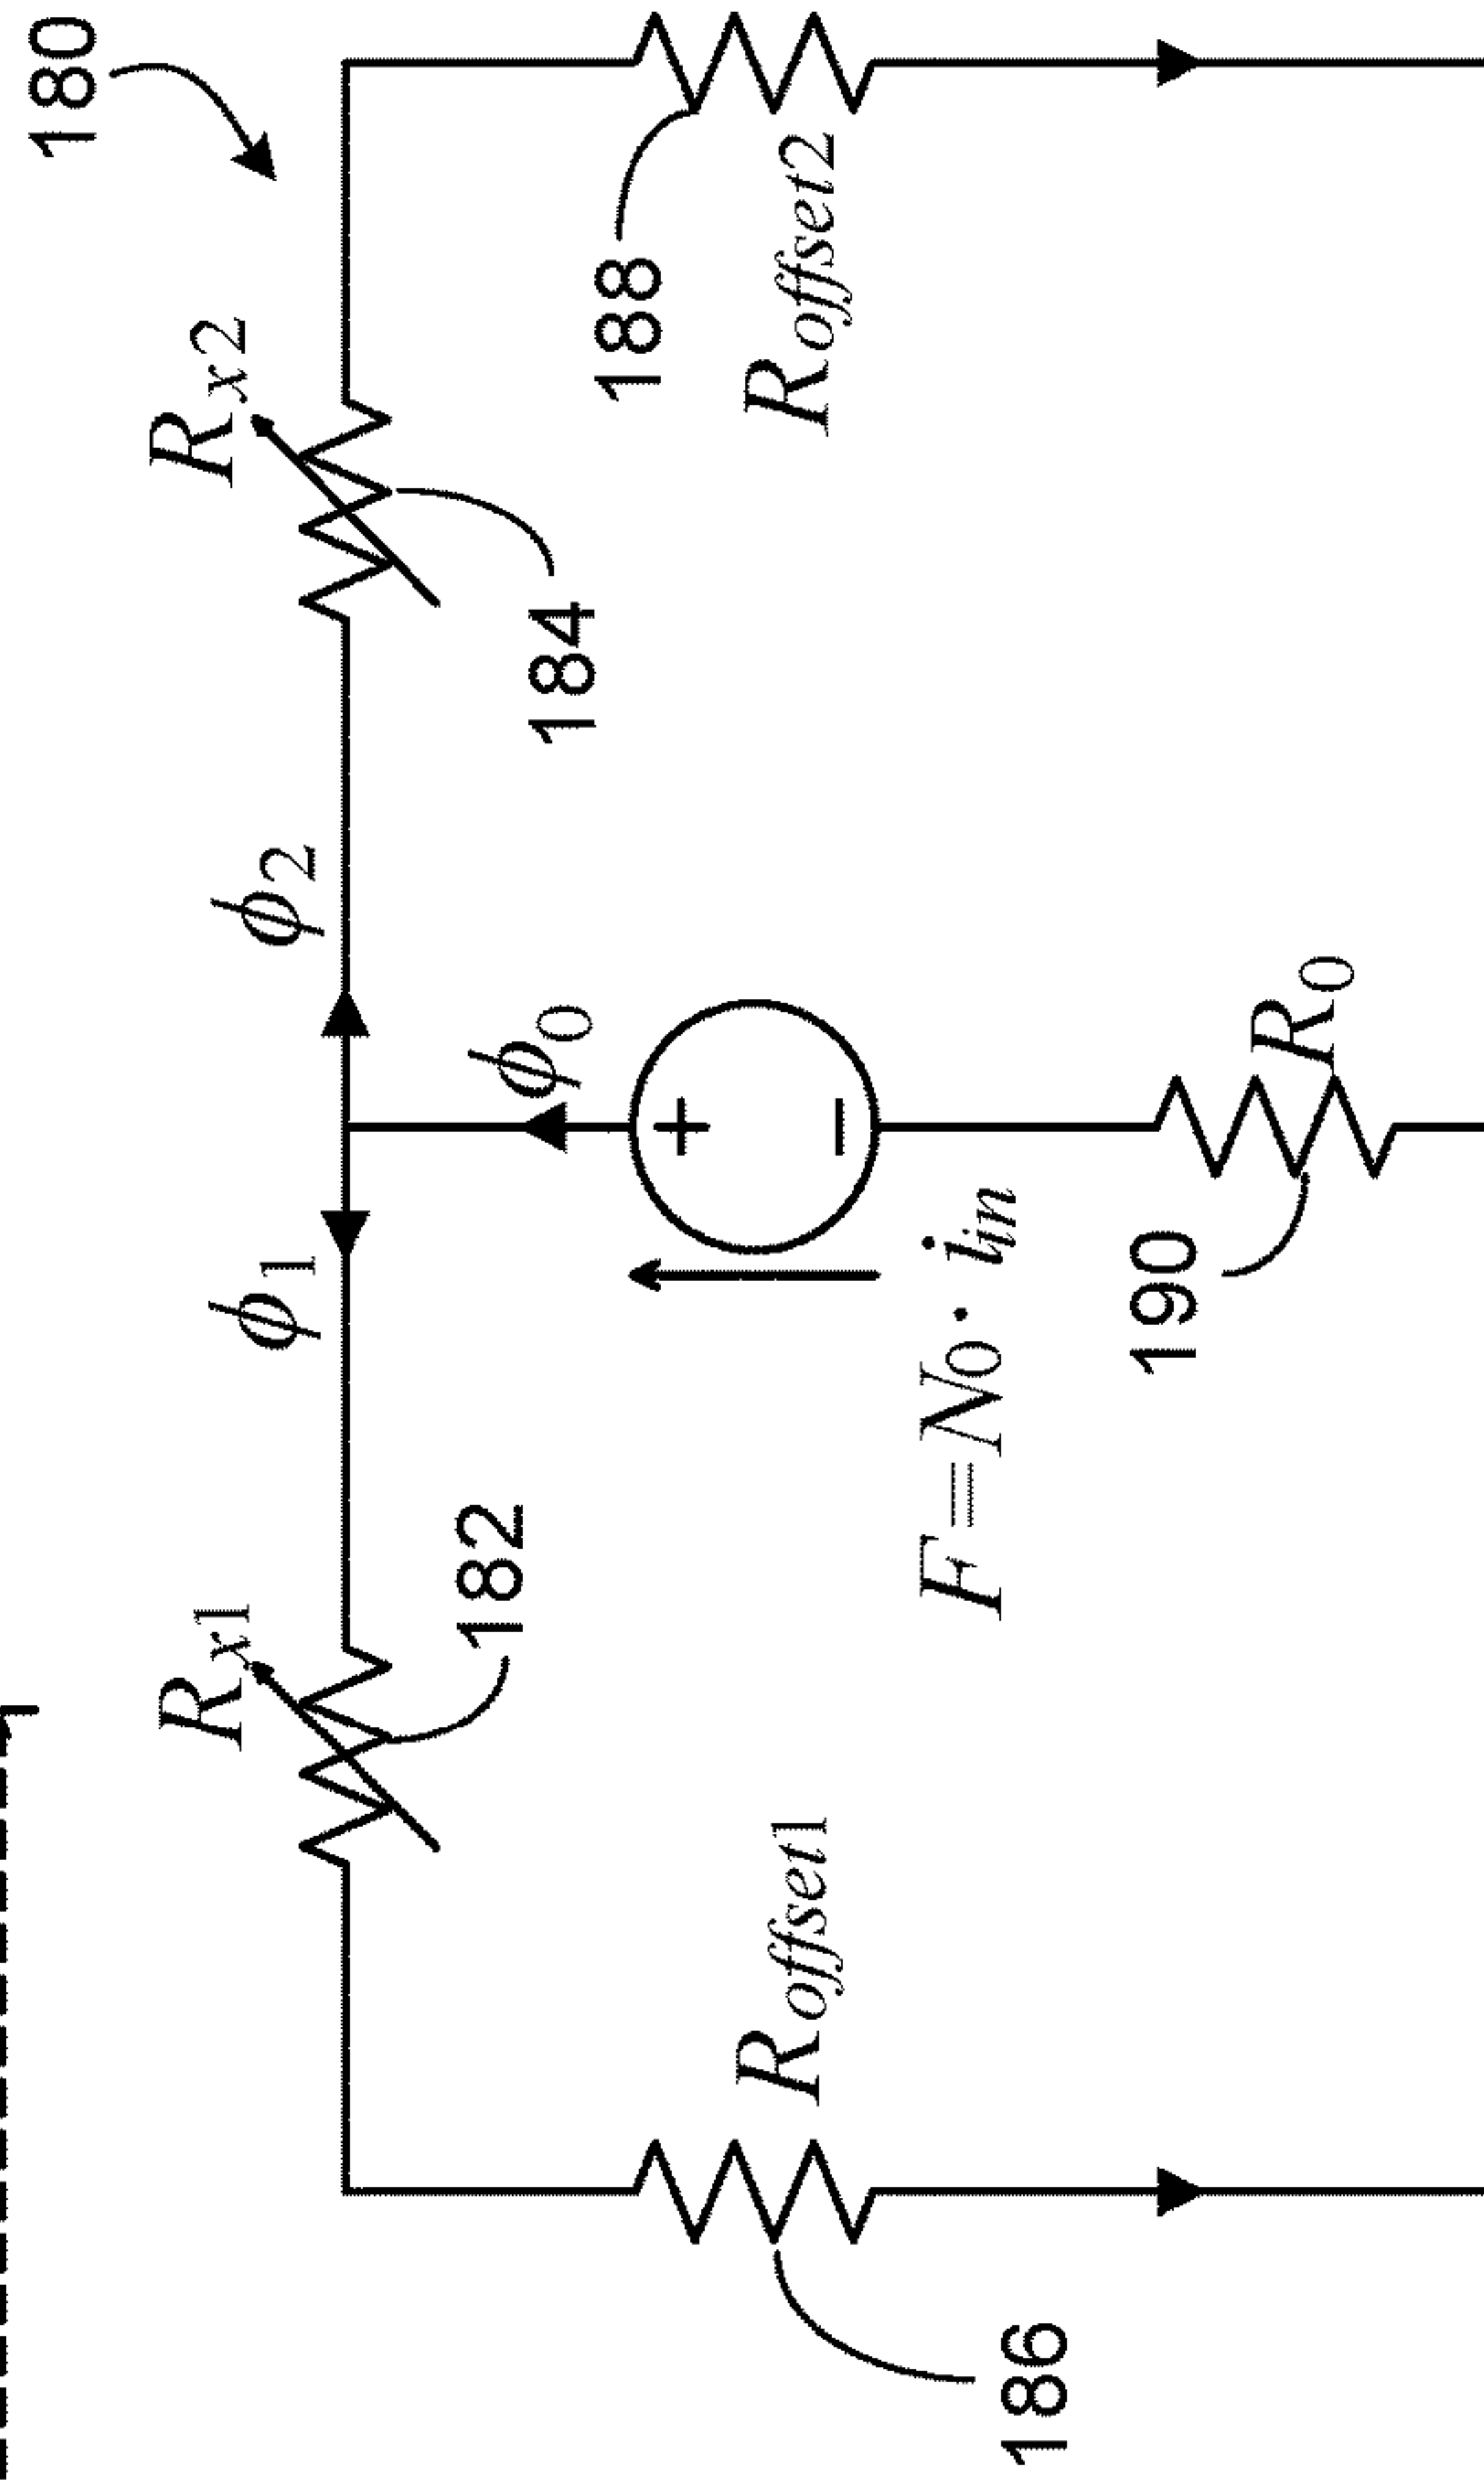 180
R_x1
R_x2
ϕ_1
ϕ_2
182
ϕ_0
184
188
+
R_offset1
R_offset2
−
F=N_0·i_in
186
190
R_0